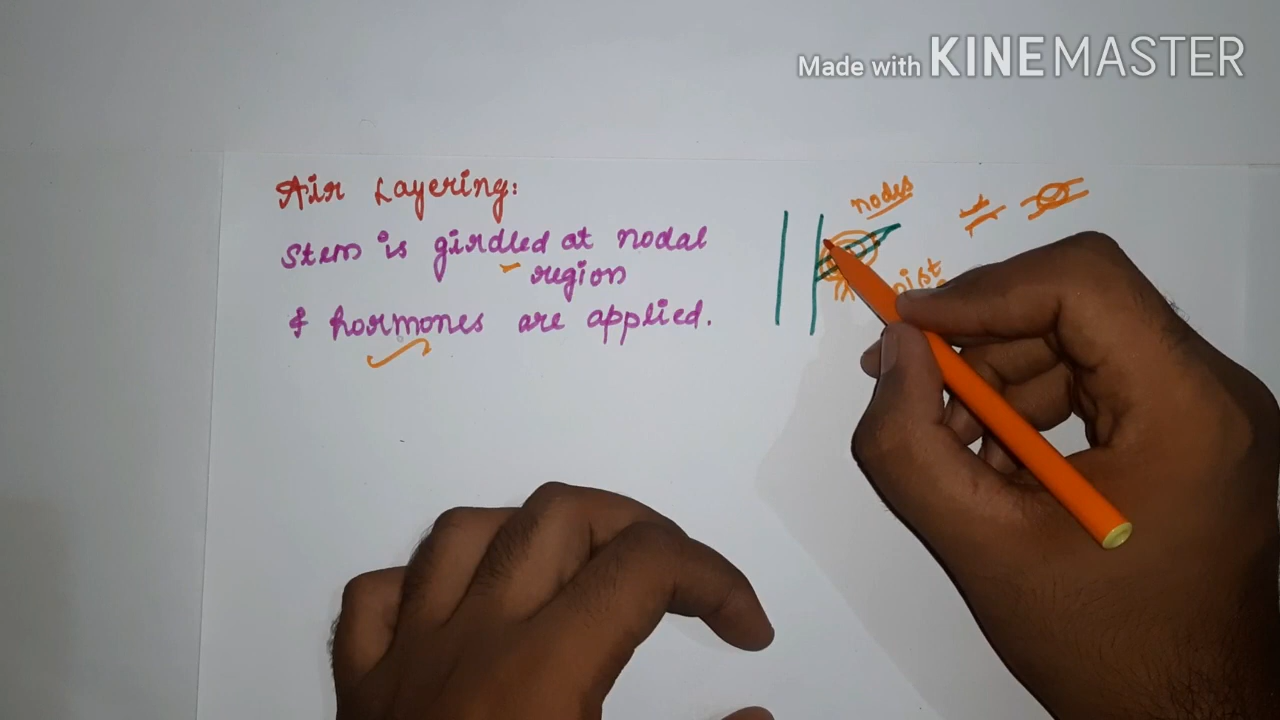 Made with KINEMASTER
Air Layering:
Stem is girdled at nodal
region
& hormones are applied.
nodes